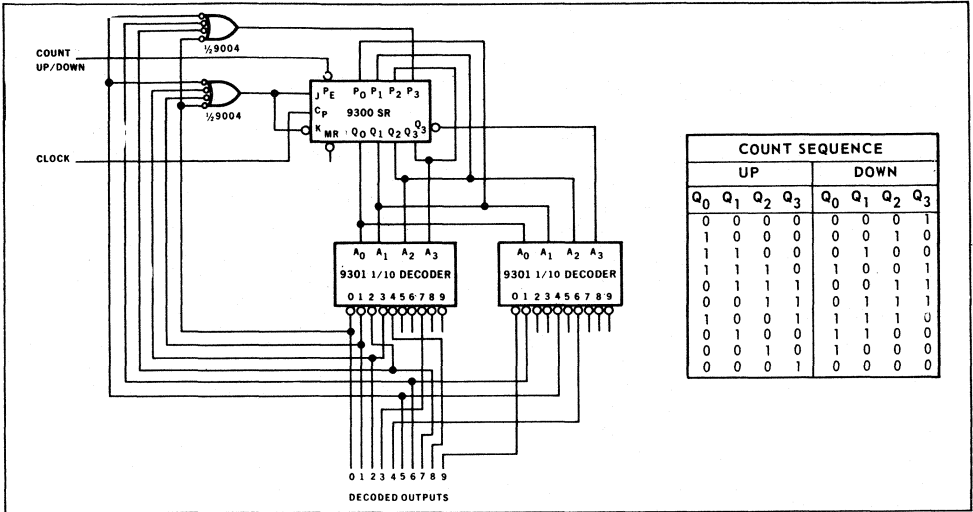 ½9004
COUNT
UP/DOWN
½9004
J PE P0 P1 P2 P3
CP 9300 SR
K MR Q0 Q1 Q2 Q3 Q3
CLOCK
A0 A1 A2 A3
9301 1/10 DECODER
0 1 2 3 4 5 6 7 8 9
A0 A1 A2 A3
9301 1/10 DECODER
0 1 2 3 4 5 6 7 8 9
0 1 2 3 4 5 6 7 8 9
DECODED OUTPUTS
COUNT SEQUENCE
UP DOWN
Q0 Q1 Q2 Q3 Q0 Q1 Q2 Q3
0 0 0 0 0 0 0 1
1 0 0 0 0 0 1 0
1 1 0 0 0 1 0 0
1 1 1 0 1 0 0 1
0 1 1 1 0 0 1 1
0 0 1 1 0 1 1 1
1 0 0 1 1 1 1 0
0 1 0 0 1 1 0 0
0 0 1 0 1 0 0 0
0 0 0 1 0 0 0 0